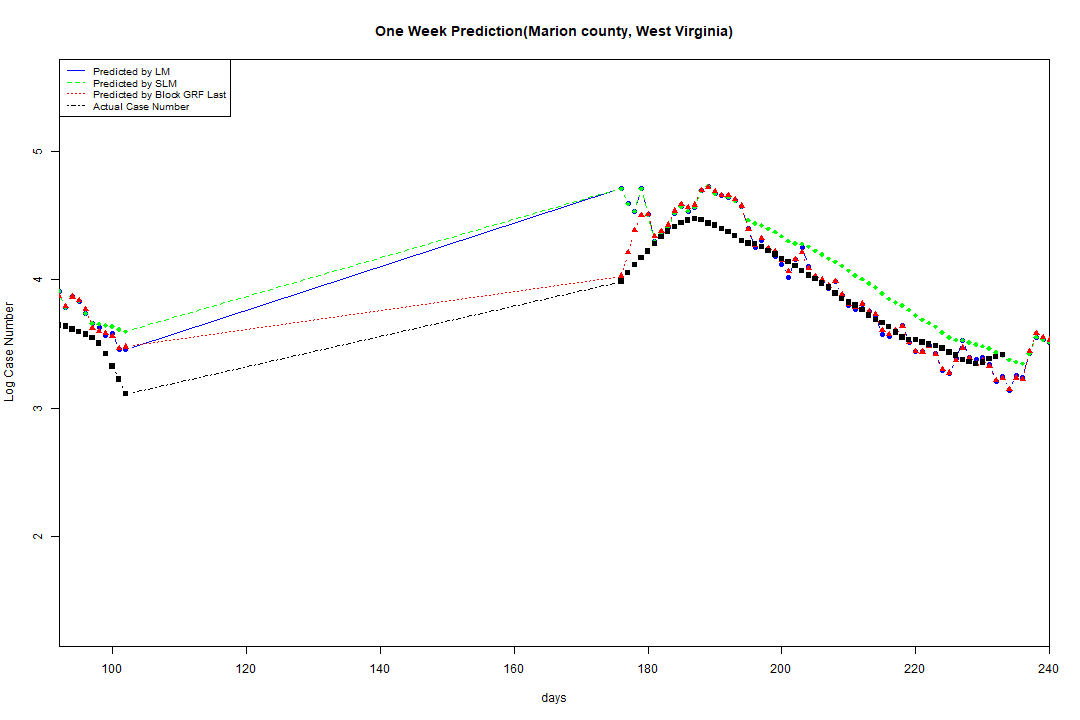 One Week Prediction(Marion county, West Virginia)
Predicted by LM
Predicted by SLM
Predicted by Block GRF Last
Actual Case Number
5
4
3
2
Log Case Number
100 120 140 160 180 200 220 240
days